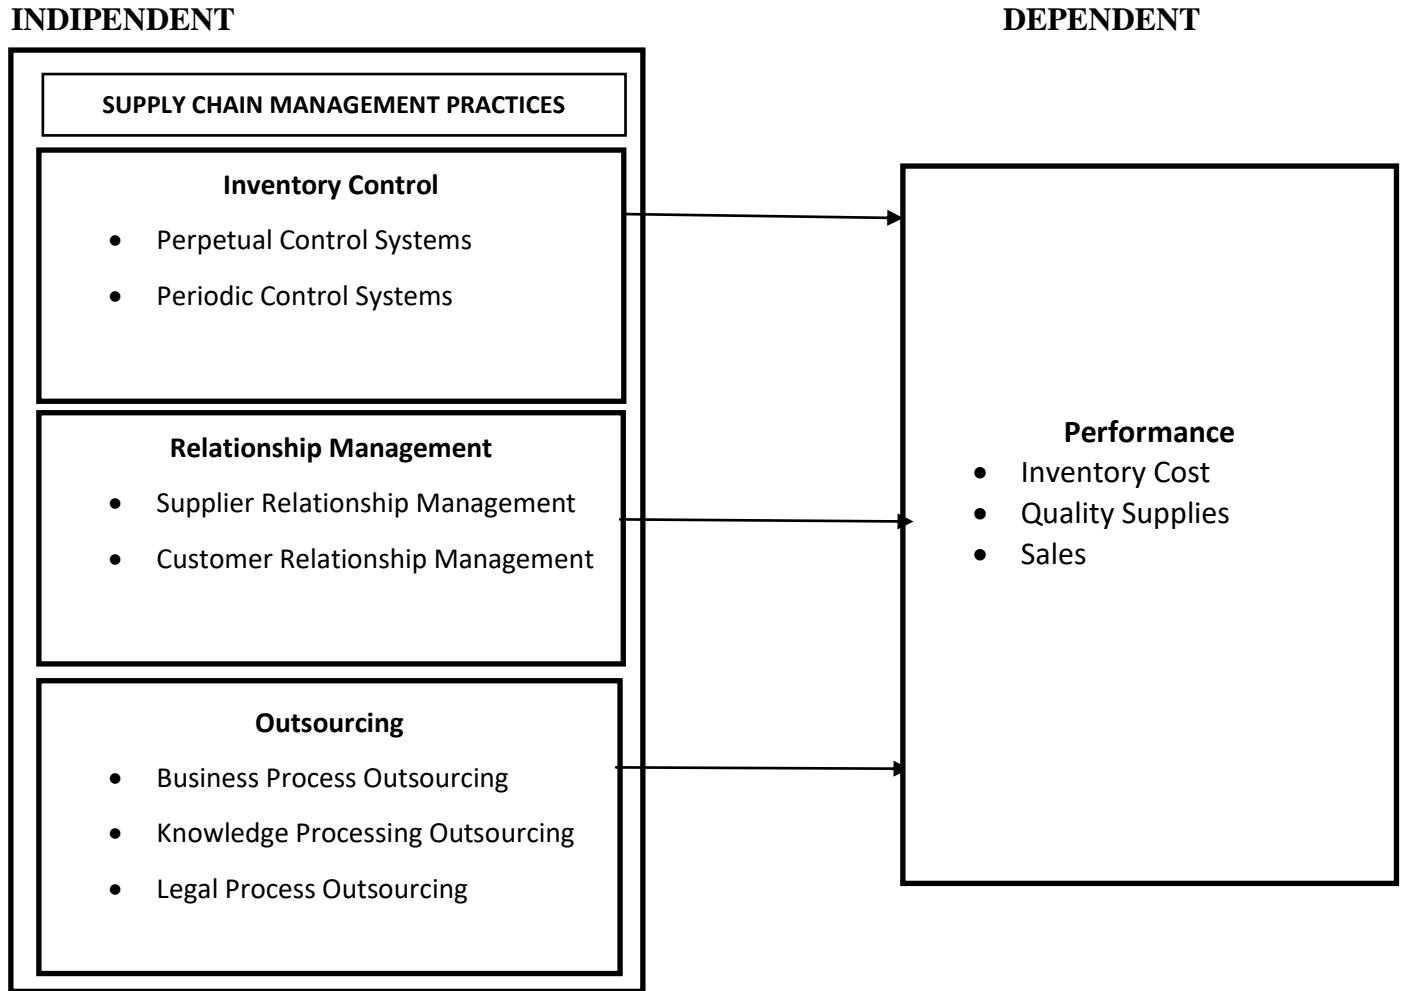 INDIPENDENT
DEPENDENT
SUPPLY CHAIN MANAGEMENT PRACTICES
Inventory Control
• Perpetual Control Systems
• Periodic Control Systems
Relationship Management
• Supplier Relationship Management
• Customer Relationship Management
Outsourcing
• Business Process Outsourcing
• Knowledge Processing Outsourcing
• Legal Process Outsourcing
Performance
• Inventory Cost
• Quality Supplies
• Sales